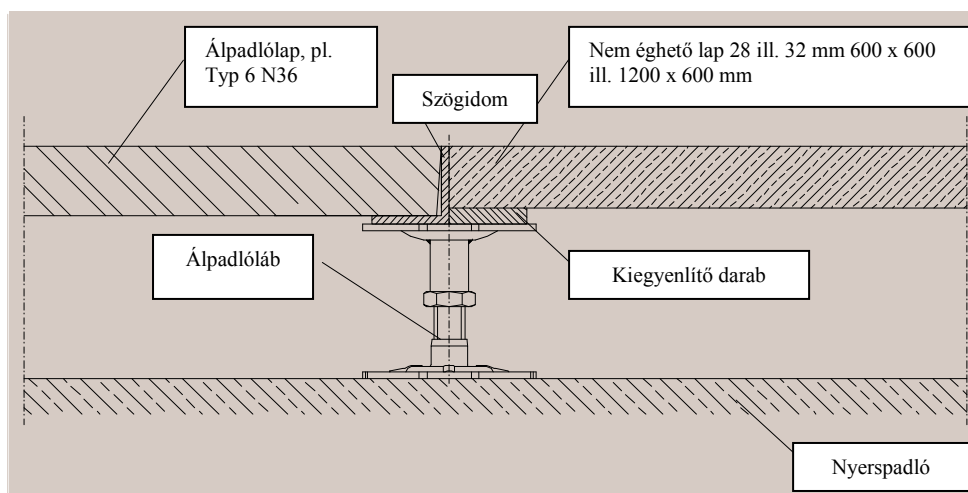 Álpadlólap, pl.
Typ 6 N36
Szögidom
Nem éghető lap 28 ill. 32 mm 600 x 600
ill. 1200 x 600 mm
Álpadlóláb
Kiegyenlítő darab
Nyerspadló